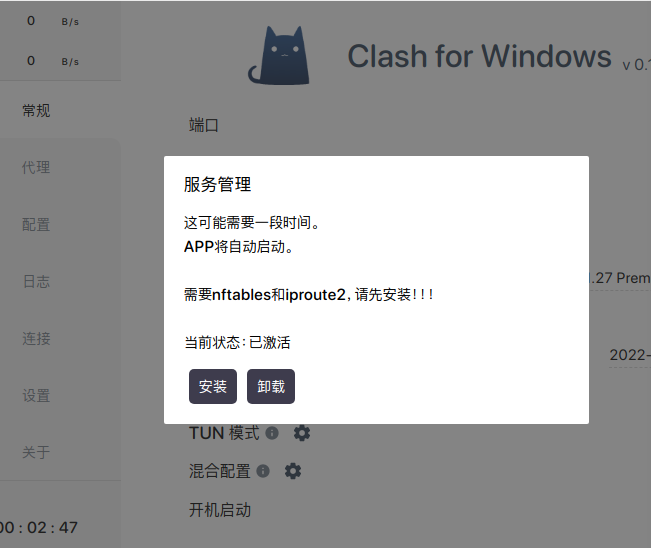 0 B/s
0 B/s
Clash for Windows
v 0.1
常规
端口
代理
服务管理
这可能需要一段时间。
APP将自动启动。
配置
日志
.27 Prem
需要nftables和iproute2，请先安装！！！
连接
当前状态：已激活
2022-
安装 卸载
设置
TUN 模式
关于
混合配置
开机启动
00 : 02 : 47